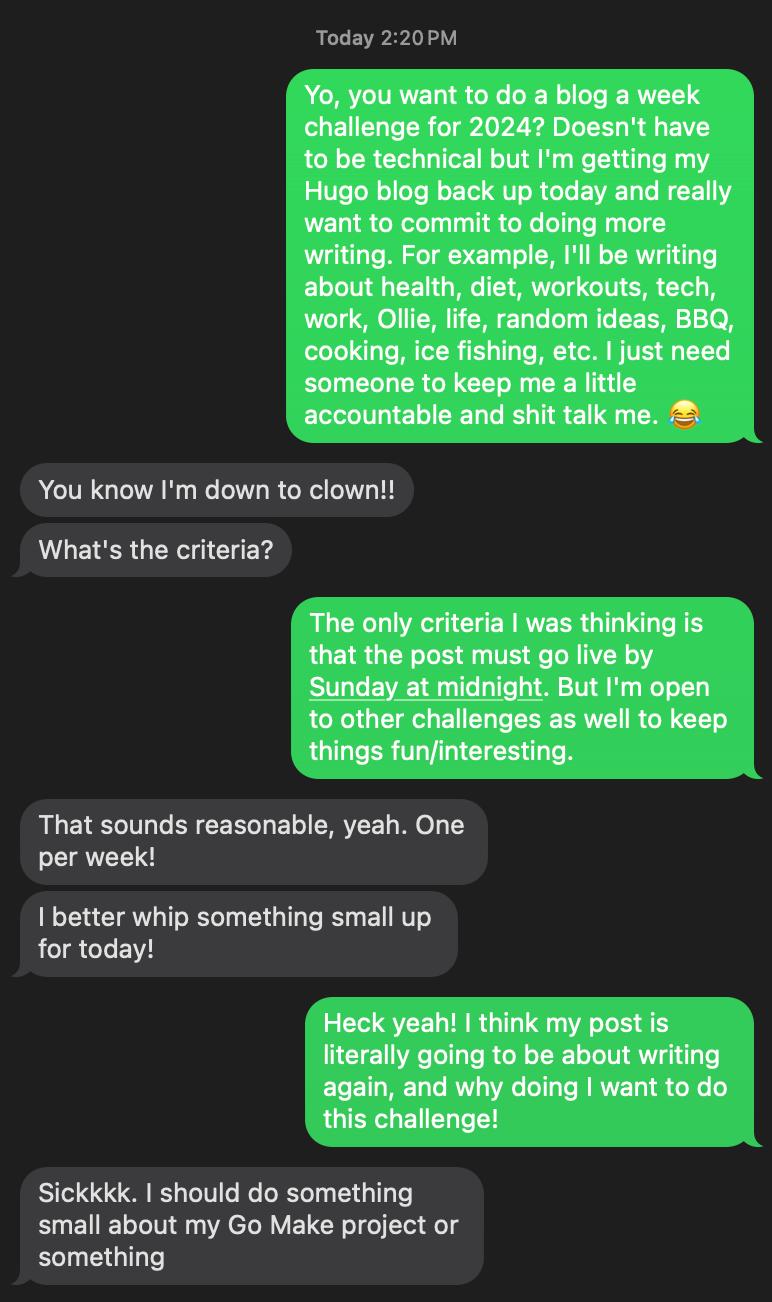 Today 2:20 PM
Yo, you want to do a blog a week
challenge for 2024? Doesn't have
to be technical but I'm getting my
Hugo blog back up today and really
want to commit to doing more
writing. For example, I'll be writing
about health, diet, workouts, tech,
work, Ollie, life, random ideas, BBQ,
cooking, ice fishing, etc. I just need
someone to keep me a little
accountable and shit talk me. 😂
You know I'm down to clown!!
What's the criteria?
The only criteria I was thinking is
that the post must go live by
Sunday at midnight. But I'm open
to other challenges as well to keep
things fun/interesting.
That sounds reasonable, yeah. One
per week!
I better whip something small up
for today!
Heck yeah! I think my post is
literally going to be about writing
again, and why doing I want to do
this challenge!
Sickkkk. I should do something
small about my Go Make project or
something